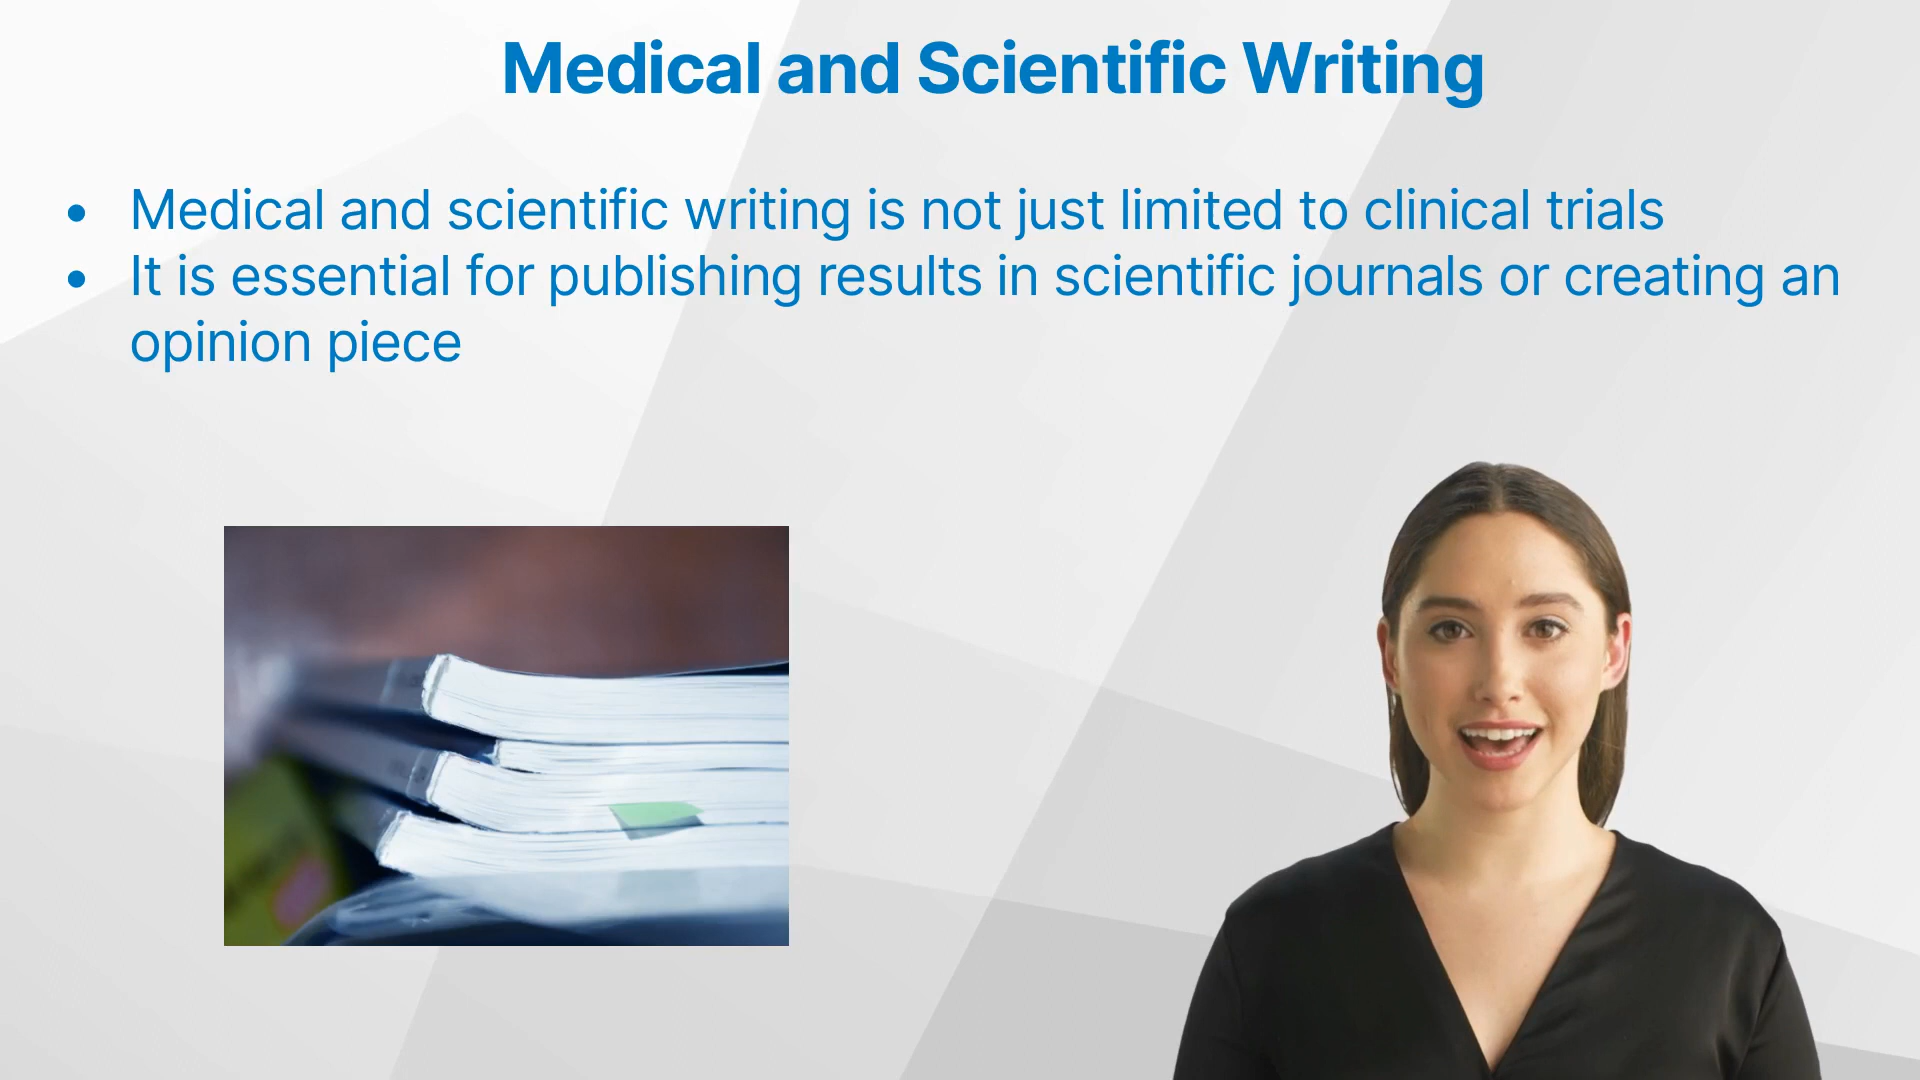 Medical and Scientific Writing
• Medical and scientific writing is not just limited to clinical trials
• It is essential for publishing results in scientific journals or creating an
opinion piece